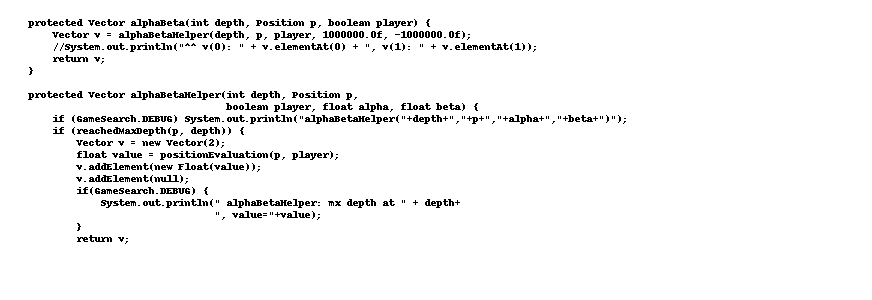 protected Vector alphaBeta(int depth, Position p, boolean player) {
    Vector v = alphaBetaHelper(depth, p, player, 1000000.0f, -1000000.0f);
    //System.out.println("^^ v(0): " + v.elementAt(0) + ", v(1): " + v.elementAt(1));
    return v;
}

protected Vector alphaBetaHelper(int depth, Position p,
                                 boolean player, float alpha, float beta) {
    if (GameSearch.DEBUG) System.out.println("alphaBetaHelper("+depth+","+p+","+alpha+","+beta+")");
    if (reachedMaxDepth(p, depth)) {
        Vector v = new Vector(2);
        float value = positionEvaluation(p, player);
        v.addElement(new Float(value));
        v.addElement(null);
        if(GameSearch.DEBUG) {
            System.out.println(" alphaBetaHelper: mx depth at " + depth+
                               ", value="+value);
        }
        return v;